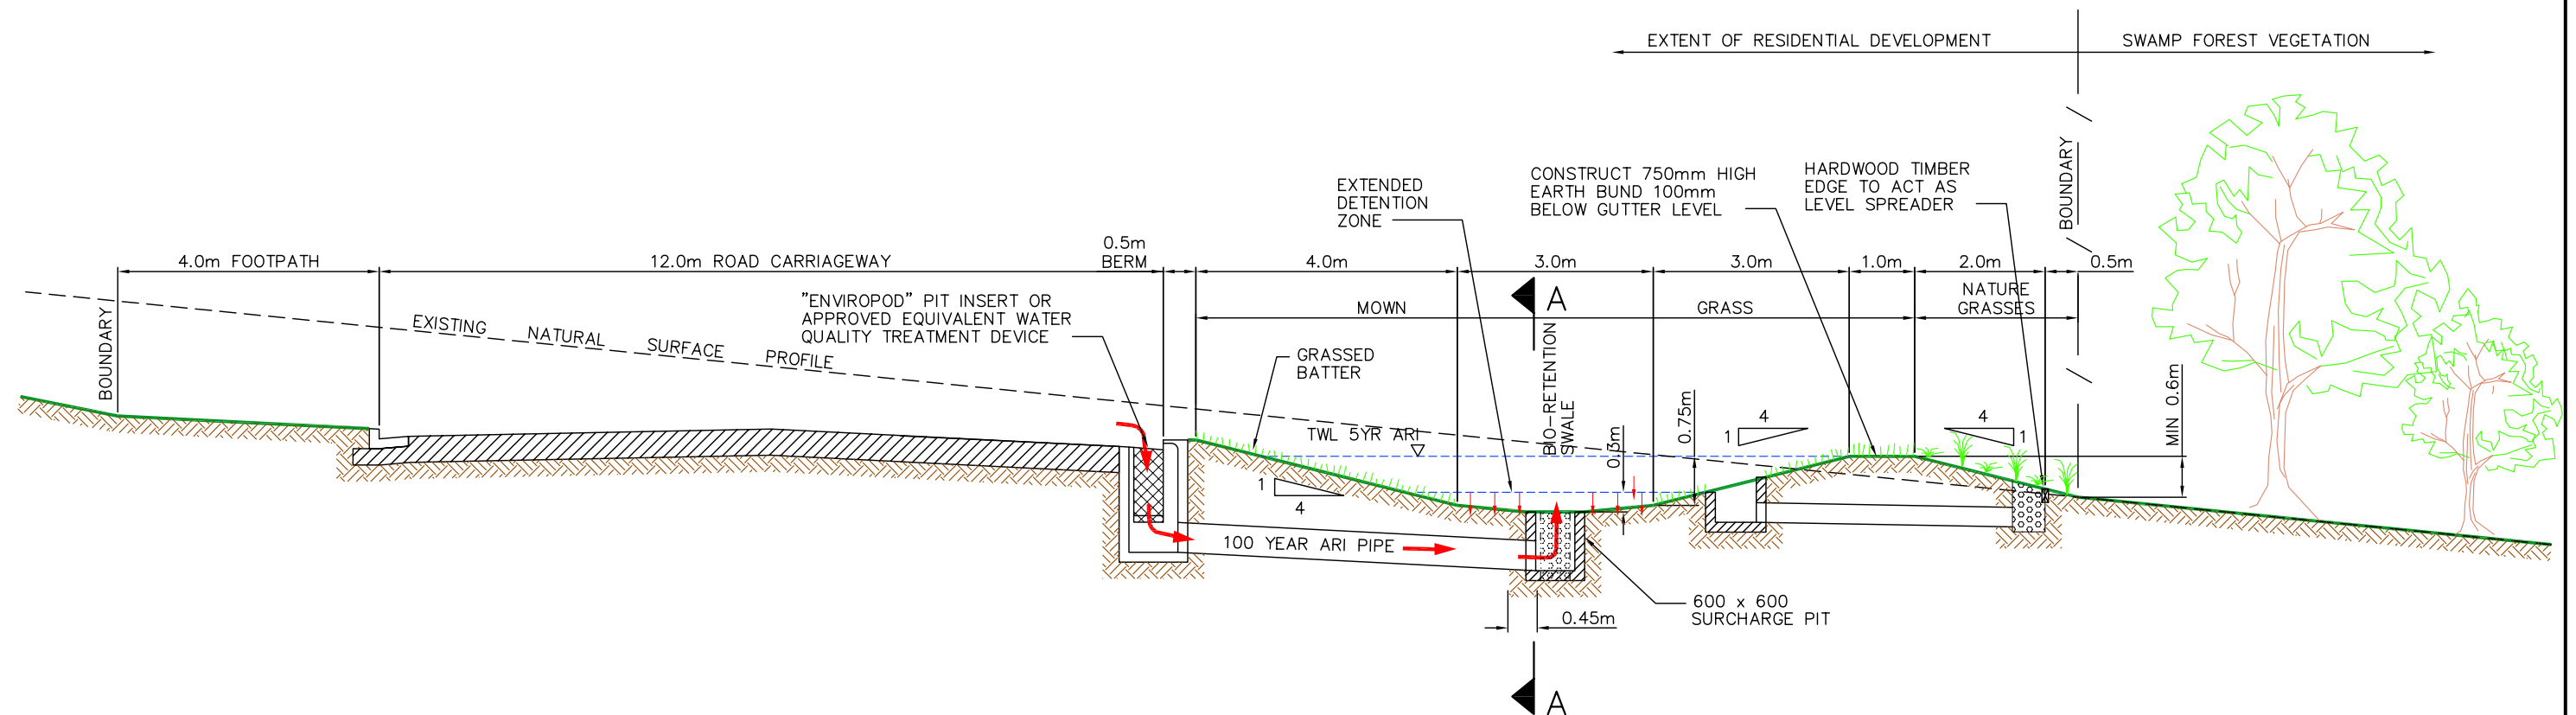 EXTENT OF RESIDENTIAL DEVELOPMENT
SWAMP FOREST VEGETATION
BOUNDARY
EXTENDED
DETENTION
ZONE
CONSTRUCT 750mm HIGH
EARTH BUND 100mm
BELOW GUTTER LEVEL
HARDWOOD TIMBER
EDGE TO ACT AS
LEVEL SPREADER
4.0m FOOTPATH
12.0m ROAD CARRIAGEWAY
0.5m
BERM
4.0m
3.0m
3.0m
1.0m
2.0m
0.5m
MOWN
GRASS
NATURE
GRASSES
A
"ENVIROPOD" PIT INSERT OR
APPROVED EQUIVALENT WATER
QUALITY TREATMENT DEVICE
EXISTING NATURAL SURFACE PROFILE
BOUNDARY
GRASSED
BATTER
TWL 5YR ARI
BIO-RETENTION
SWALE
0.3m
0.75m
4
1
4
1
MIN 0.6m
1
4
100 YEAR ARI PIPE
600 x 600
SURCHARGE PIT
0.45m
A